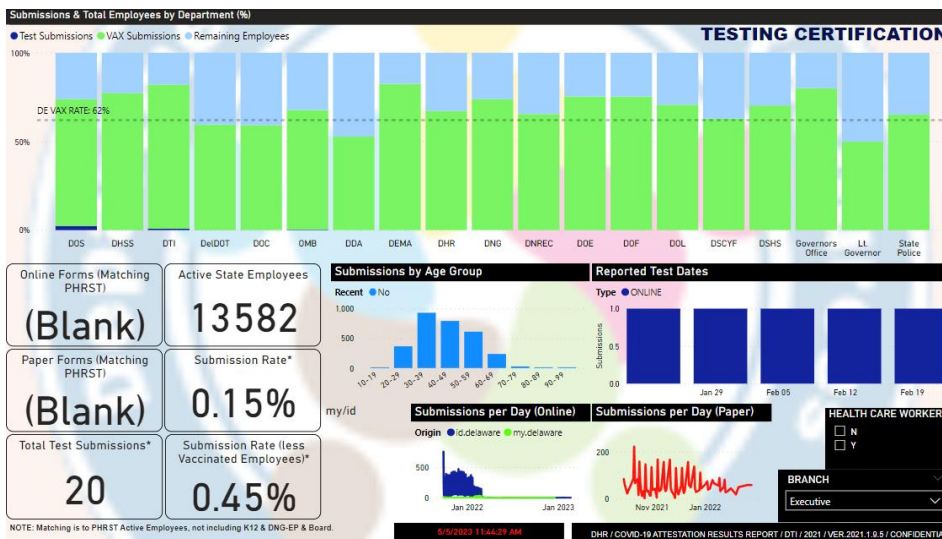 Submissions & Total Employees by Department (%)
Test Submissions VAX Submissions Remaining Employees
TESTING CERTIFICATION
100%
DE VAX RATE: 62%
50%
0%
DOS DHSS DTI DelDOT DOC OMB DDA DEMA DHR DNG DNREC DOE DOF DOL DSCYF DSHS Governors Office Lt. Governor State Police
Online Forms (Matching PHRST)
(Blank)
Active State Employees
13582
Paper Forms (Matching PHRST)
(Blank)
Submission Rate*
0.15%
Total Test Submissions*
20
Submission Rate (less Vaccinated Employees)*
0.45%
NOTE: Matching is to PHRST Active Employees, not including K12 & DNG-EP & Board.
Submissions by Age Group
Recent No
1,000
500
0
10-19 20-29 30-39 40-49 50-59 60-69 70-79 80-89 90-99
Reported Test Dates
Type ONLINE
Submissions
1.0
0.5
0.0
Jan 29 Feb 05 Feb 12 Feb 19
my/id
Submissions per Day (Online)
Origin id.delaware my.delaware
500
0
Jan 2022 Jan 2023
Submissions per Day (Paper)
200
0
Nov 2021 Jan 2022
HEALTH CARE WORKER
N
Y
BRANCH
Executive
5/5/2023 11:44:29 AM
DHR / COVID-19 ATTESTATION RESULTS REPORT / DTI / 2021 / VER.2021.1.9.5 / CONFIDENTIA